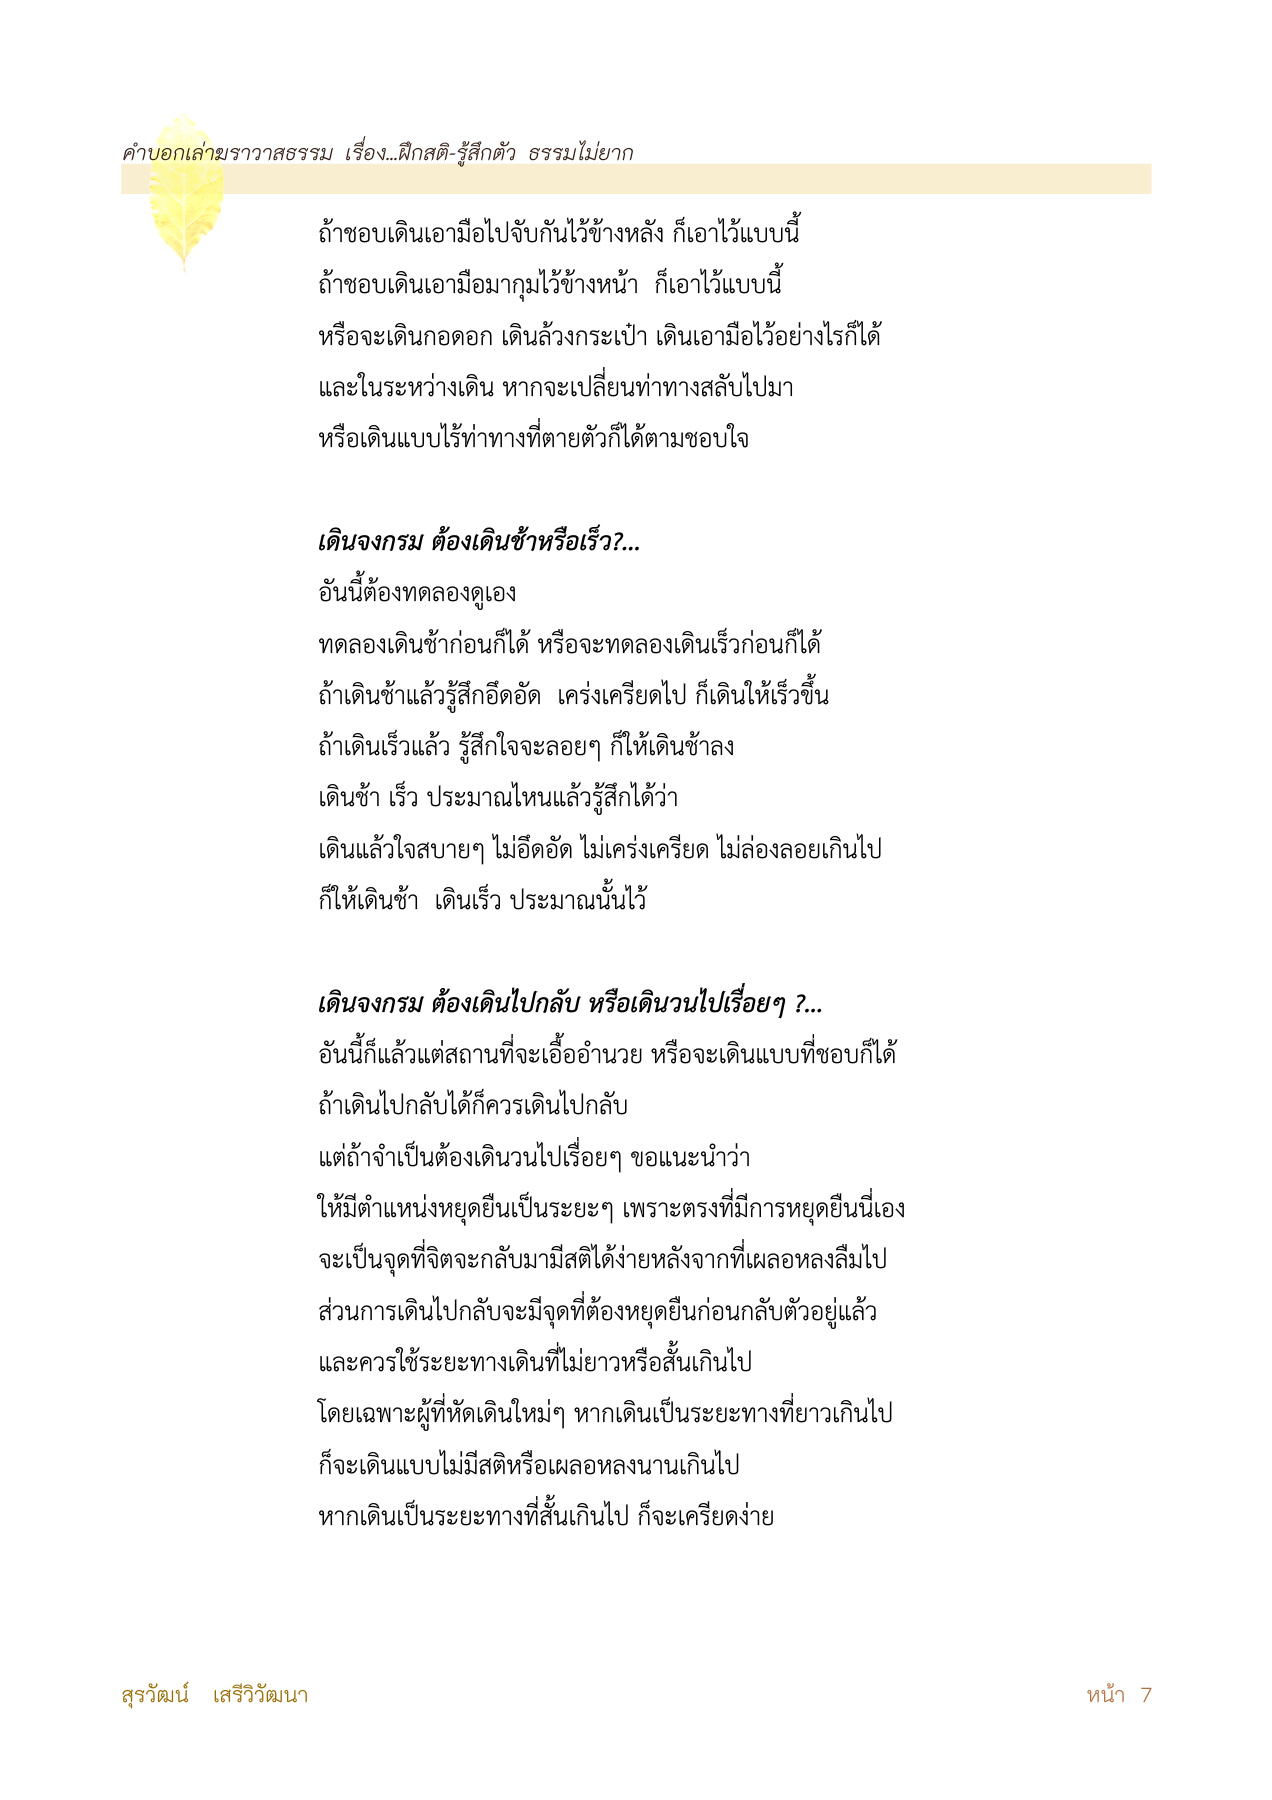 คำบอกเล่าฆราวาสธรรม เรื่อง...ฝึกสติ-รู้สึกตัว ธรรมไม่ยาก
ถ้าชอบเดินเอามือไปจับกันไว้ข้างหลัง ก็เอาไว้แบบนี้
ถ้าชอบเดินเอามือมากุมไว้ข้างหน้า ก็เอาไว้แบบนี้
หรือจะเดินกอดอก เดินล้วงกระเป๋า เดินเอามือไว้อย่างไรก็ได้
และในระหว่างเดิน หากจะเปลี่ยนท่าทางสลับไปมา
หรือเดินแบบไร้ท่าทางที่ตายตัวก็ได้ตามชอบใจ
เดินจงกรม ต้องเดินช้าหรือเร็ว?...
อันนี้ต้องทดลองดูเอง
ทดลองเดินช้าก่อนก็ได้ หรือจะทดลองเดินเร็วก่อนก็ได้
ถ้าเดินช้าแล้วรู้สึกอึดอัด เคร่งเครียดไป ก็เดินให้เร็วขึ้น
ถ้าเดินเร็วแล้ว รู้สึกใจจะลอยๆ ก็ให้เดินช้าลง
เดินช้า เร็ว ประมาณไหนแล้วรู้สึกได้ว่า
เดินแล้วใจสบายๆ ไม่อึดอัด ไม่เคร่งเครียด ไม่ล่องลอยเกินไป
ก็ให้เดินช้า เดินเร็ว ประมาณนั้นไว้
เดินจงกรม ต้องเดินไปกลับ หรือเดินวนไปเรื่อยๆ ?...
อันนี้ก็แล้วแต่สถานที่จะเอื้ออำนวย หรือจะเดินแบบที่ชอบก็ได้
ถ้าเดินไปกลับได้ก็ควรเดินไปกลับ
แต่ถ้าจำเป็นต้องเดินวนไปเรื่อยๆ ขอแนะนำว่า
ให้มีตำแหน่งหยุดยืนเป็นระยะๆ เพราะตรงที่มีการหยุดยืนนี่เอง
จะเป็นจุดที่จิตจะกลับมามีสติได้ง่ายหลังจากที่เผลอหลงลืมไป
ส่วนการเดินไปกลับจะมีจุดที่ต้องหยุดยืนก่อนกลับตัวอยู่แล้ว
และควรใช้ระยะทางเดินที่ไม่ยาวหรือสั้นเกินไป
โดยเฉพาะผู้ที่หัดเดินใหม่ๆ หากเดินเป็นระยะทางที่ยาวเกินไป
ก็จะเดินแบบไม่มีสติหรือเผลอหลงนานเกินไป
หากเดินเป็นระยะทางที่สั้นเกินไป ก็จะเครียดง่าย
สุรวัฒน์ เสรีวิวัฒนา หน้า 7